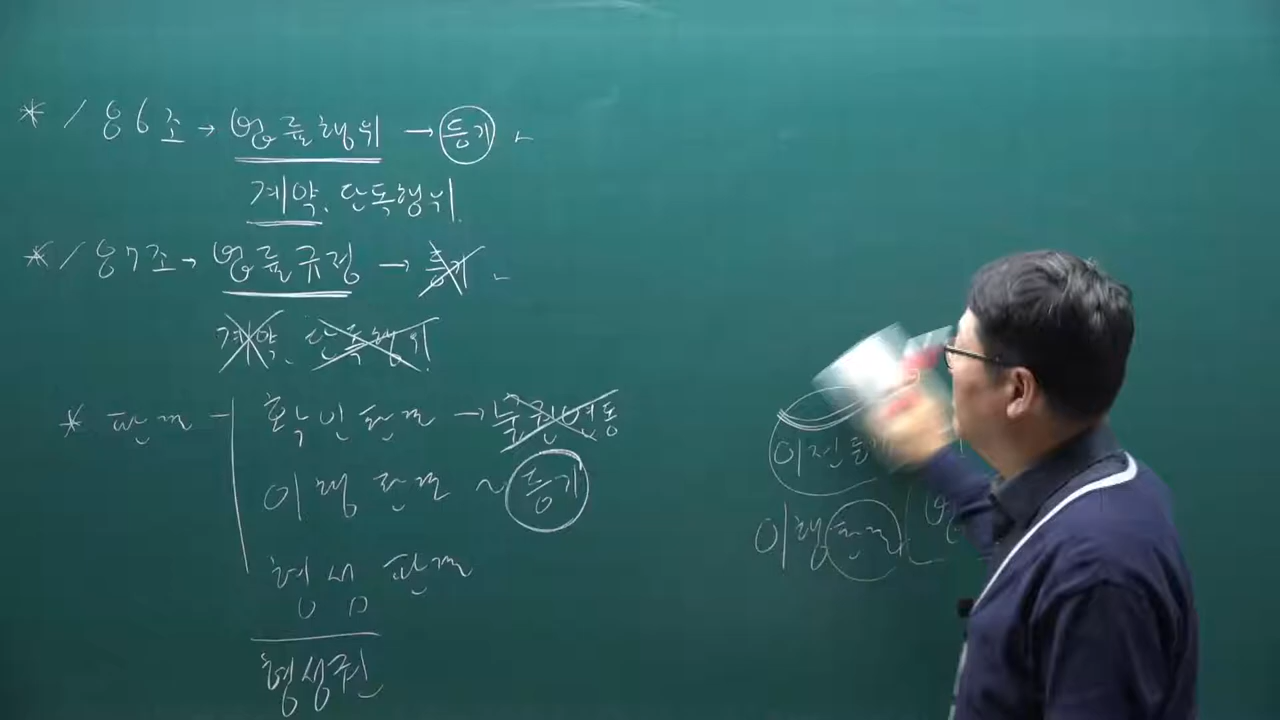 * 186조 → 법률행위 → 등기
계약, 단독행위
* 187조 → 법률규정 → 등기
계약, 단독행위
* 판결
확인판결 → 물권변동
이행판결 ~ 등기
형성판결
형성권
이전등기
이행판결